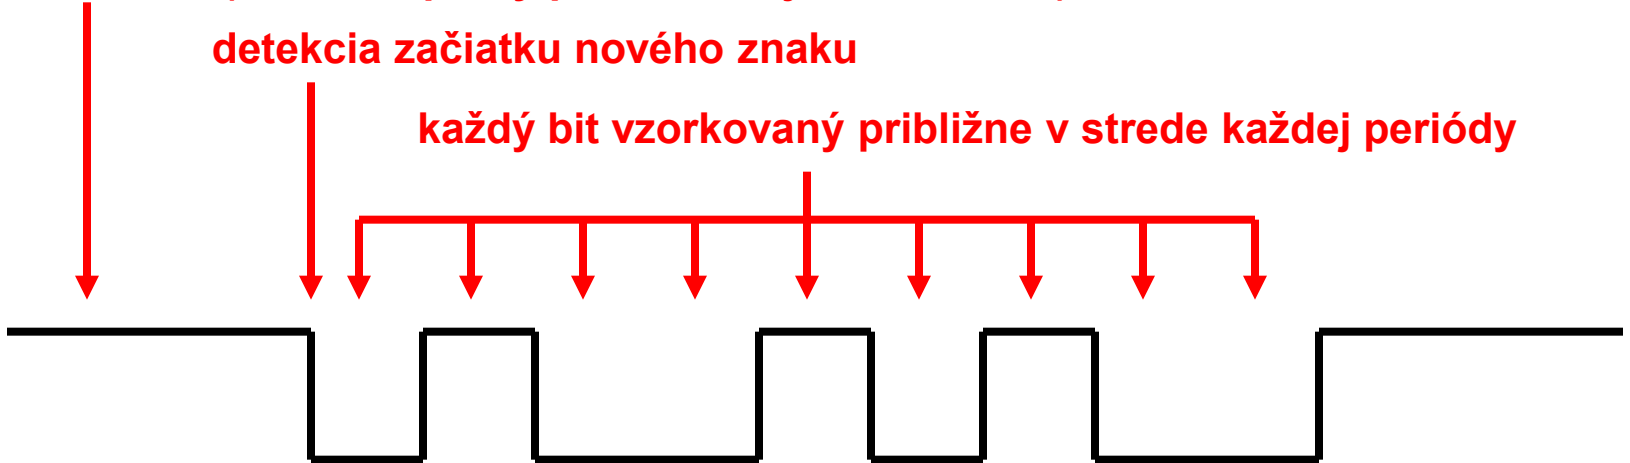 detekcia začiatku nového znaku
každý bit vzorkovaný približne v strede každej periódy